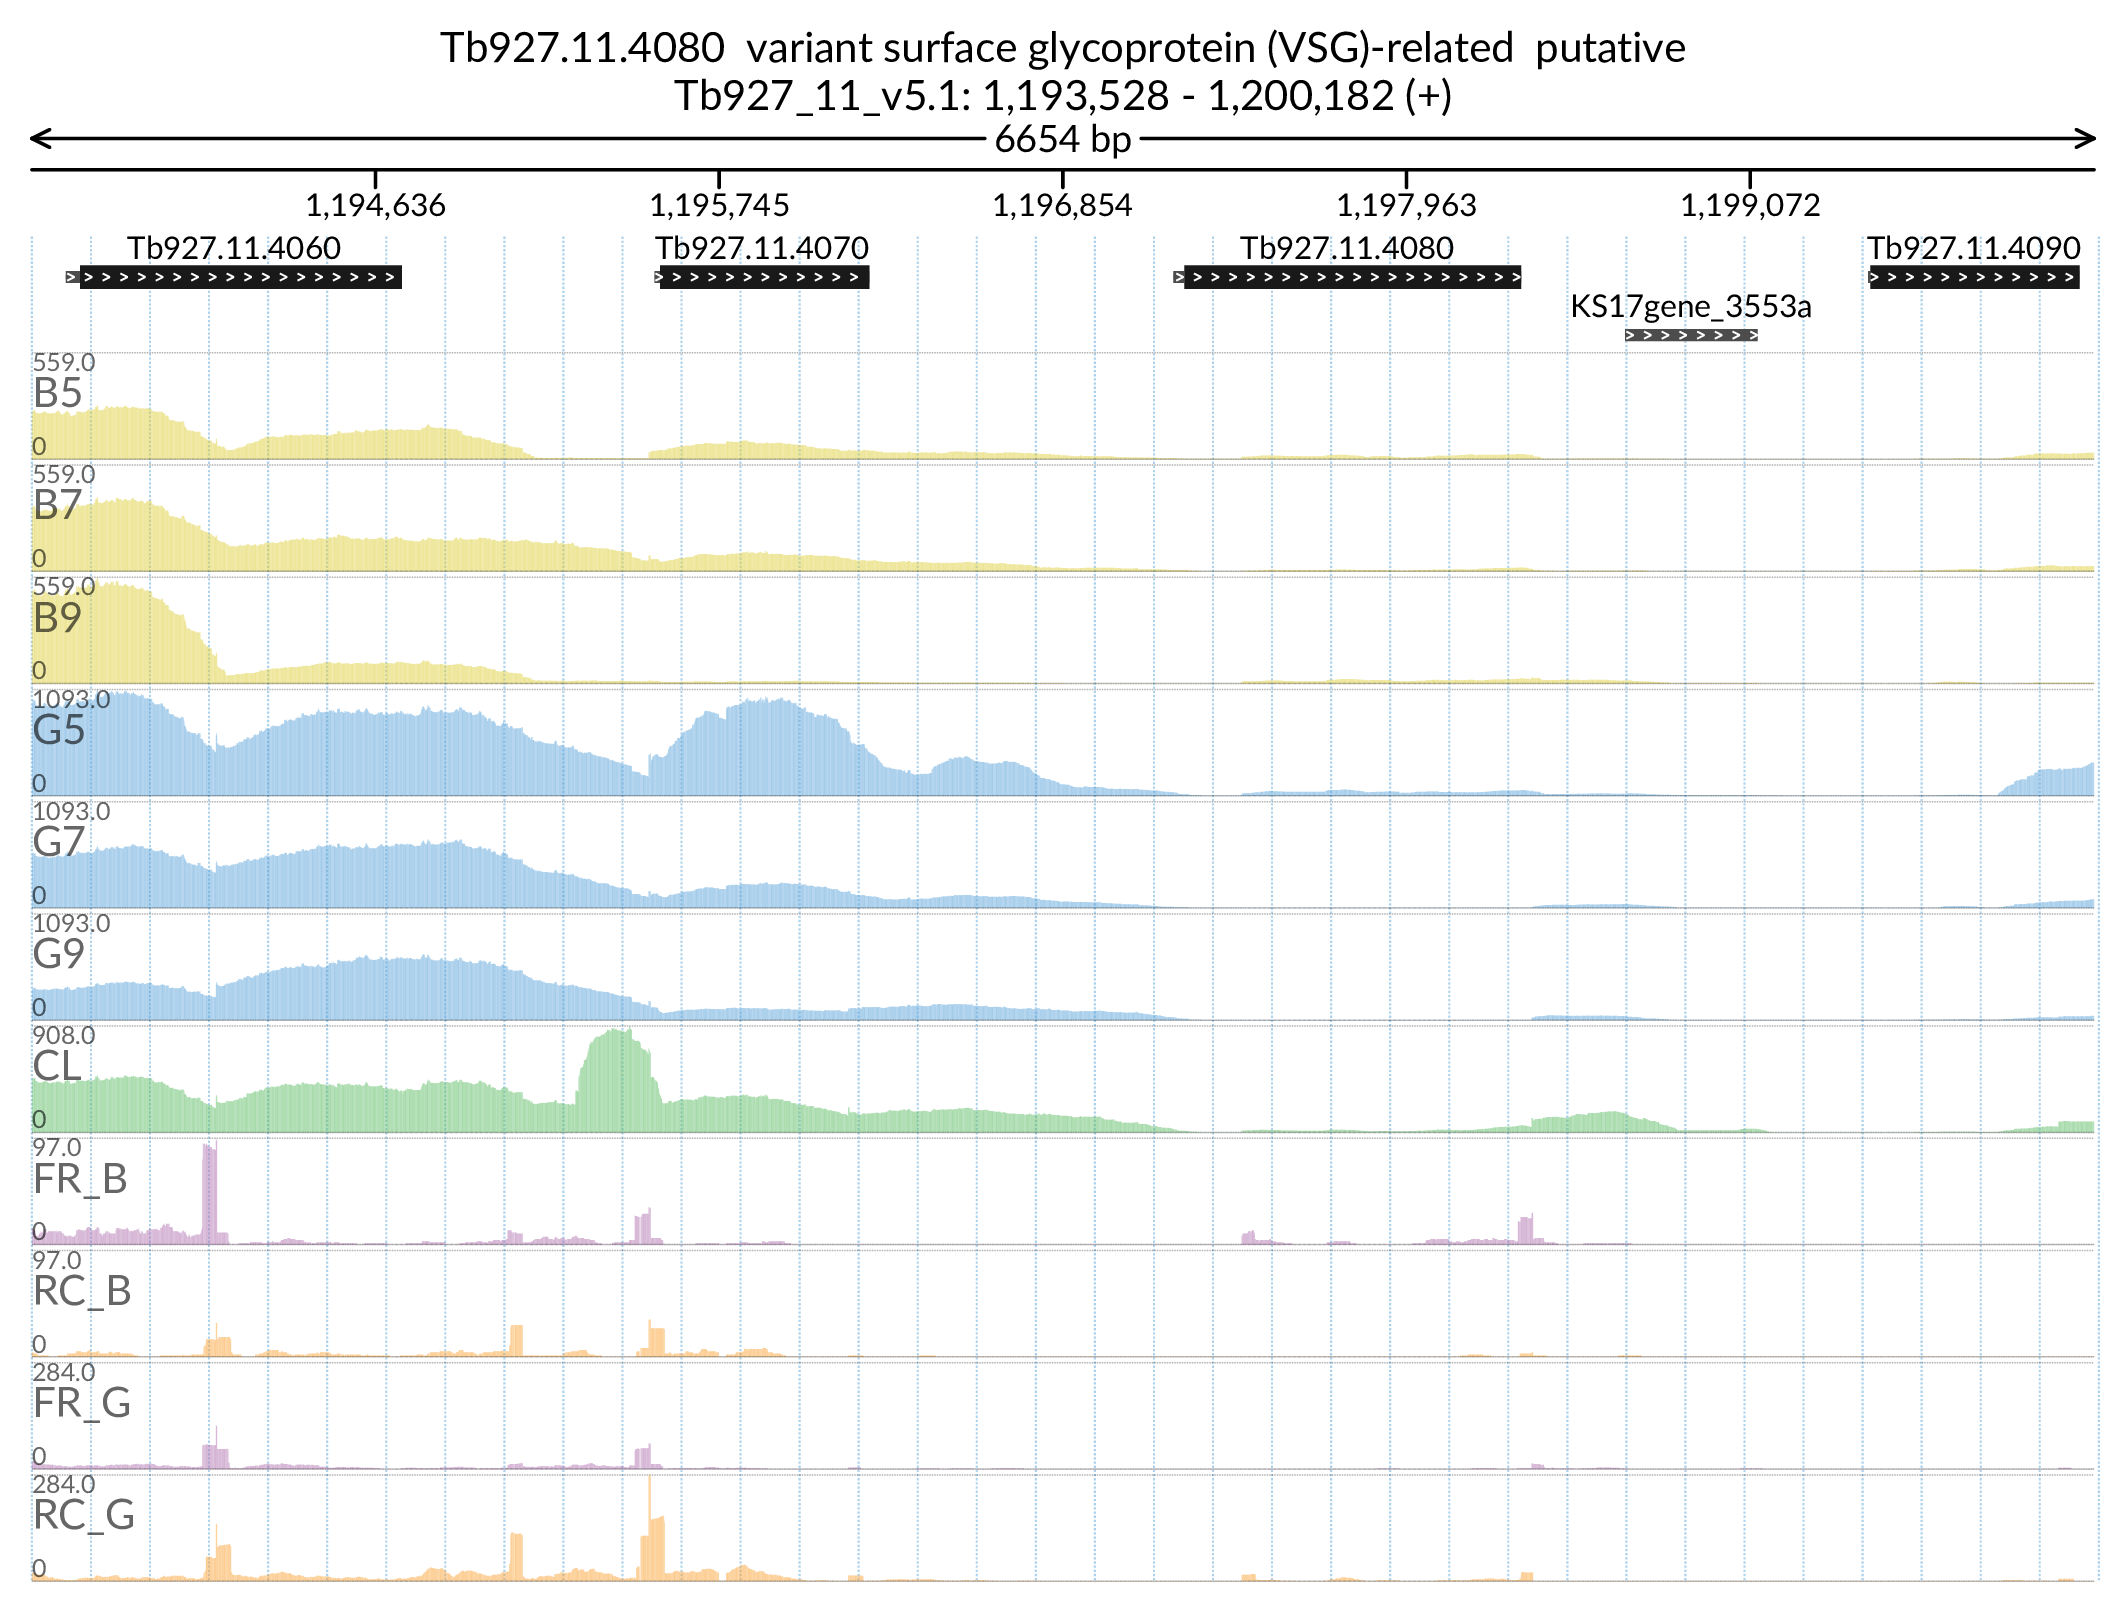 Tb927.11.4080  variant surface glycoprotein (VSG)-related  putative
Tb927_11_v5.1: 1,193,528 - 1,200,182 (+)
6654 bp
1,194,636 1,195,745 1,196,854 1,197,963 1,199,072
Tb927.11.4060 Tb927.11.4070 Tb927.11.4080 Tb927.11.4090
KS17gene_3553a
559.0
B5
0
559.0
B7
0
559.0
B9
0
1093.0
G5
0
1093.0
G7
0
1093.0
G9
0
908.0
CL
0
97.0
FR_B
0
97.0
RC_B
0
284.0
FR_G
0
284.0
RC_G
0